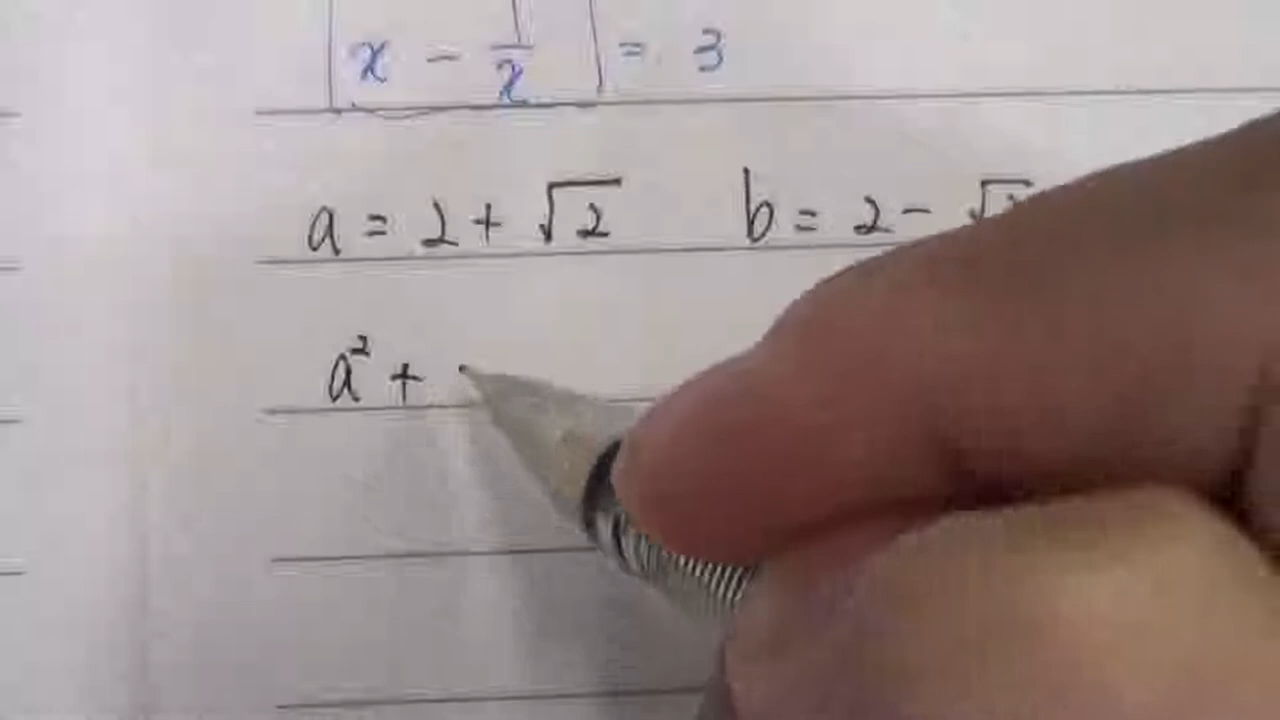 x - 1/x = 3
a = 2 + √2 b = 2 - √
a² +